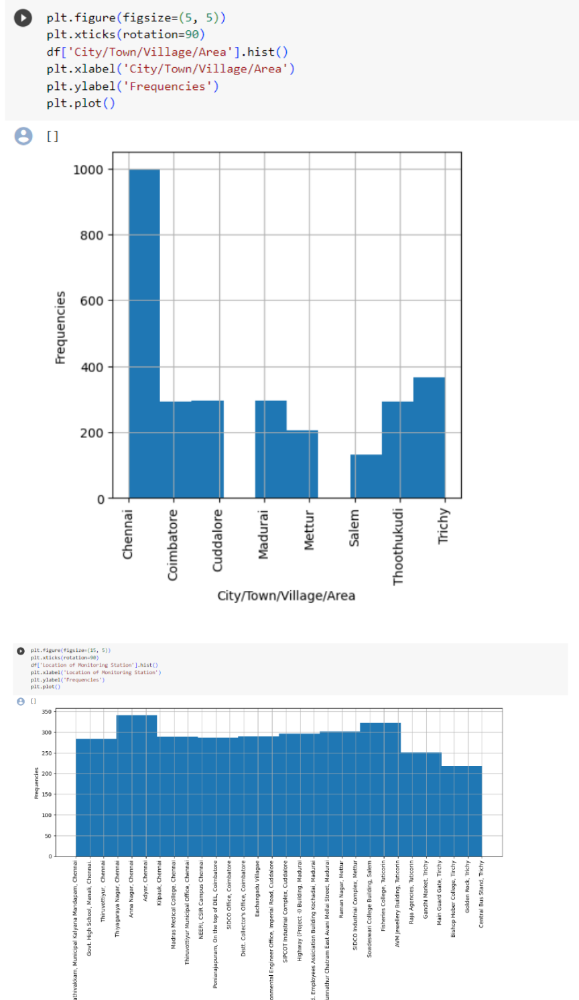 plt.figure(figsize=(5, 5))
plt.xticks(rotation=90)
df['City/Town/Village/Area'].hist()
plt.xlabel('City/Town/Village/Area')
plt.ylabel('Frequencies')
plt.plot()
[]
1000
800
600
400
200
0
Frequencies
Chennai
Coimbatore
Cuddalore
Madurai
Mettur
Salem
Thoothukudi
Trichy
City/Town/Village/Area
plt.figure(figsize=(15, 5))
plt.xticks(rotation=90)
df['Location of Monitoring Station'].hist()
plt.xlabel('Location of Monitoring Station')
plt.ylabel('Frequencies')
plt.plot()
[]
350
300
250
200
150
100
50
0
Frequencies
athivakkam, Municipal Kalyana Mandapam, Chennai
Govt. High School, Manali, Chennai.
Thiruvottiyur, Chennai
Thiyagaraya Nagar, Chennai
Anna Nagar, Chennai
Adyar, Chennai
Kilpauk, Chennai
Madras Medical College, Chennai
Thiruvottiyur Municipal Office, Chennai
NEERI, CSIR Campus Chennai
Poniarajapuram, On the top of DEL, Coimbatore
SIDCO Office, Coimbatore
Distt. Collector's Office, Coimbatore
Eachangadu Villagae
onmental Engineer Office, Imperial Road, Cuddalore
SIPCOT Industrial Complex, Cuddalore
Highway (Project -I) Building, Madurai
d. Employees Assiciation Building Kochadai, Madurai
unnathur Chatram East Avani Mollai Street, Madurai
Raman Nagar, Mettur
SIDCO Industrial Complex, Mettur
Sowdeswari College Building, Salem
Fisheries College, Tuticorin
AVM Jewellery Building, Tuticorin
Raja Agencies, Tuticorin
Gandhi Market, Trichy
Main Guard Gate, Tirchy
Bishop Heber College, Tirchy
Golden Rock, Trichy
Central Bus Stand, Trichy